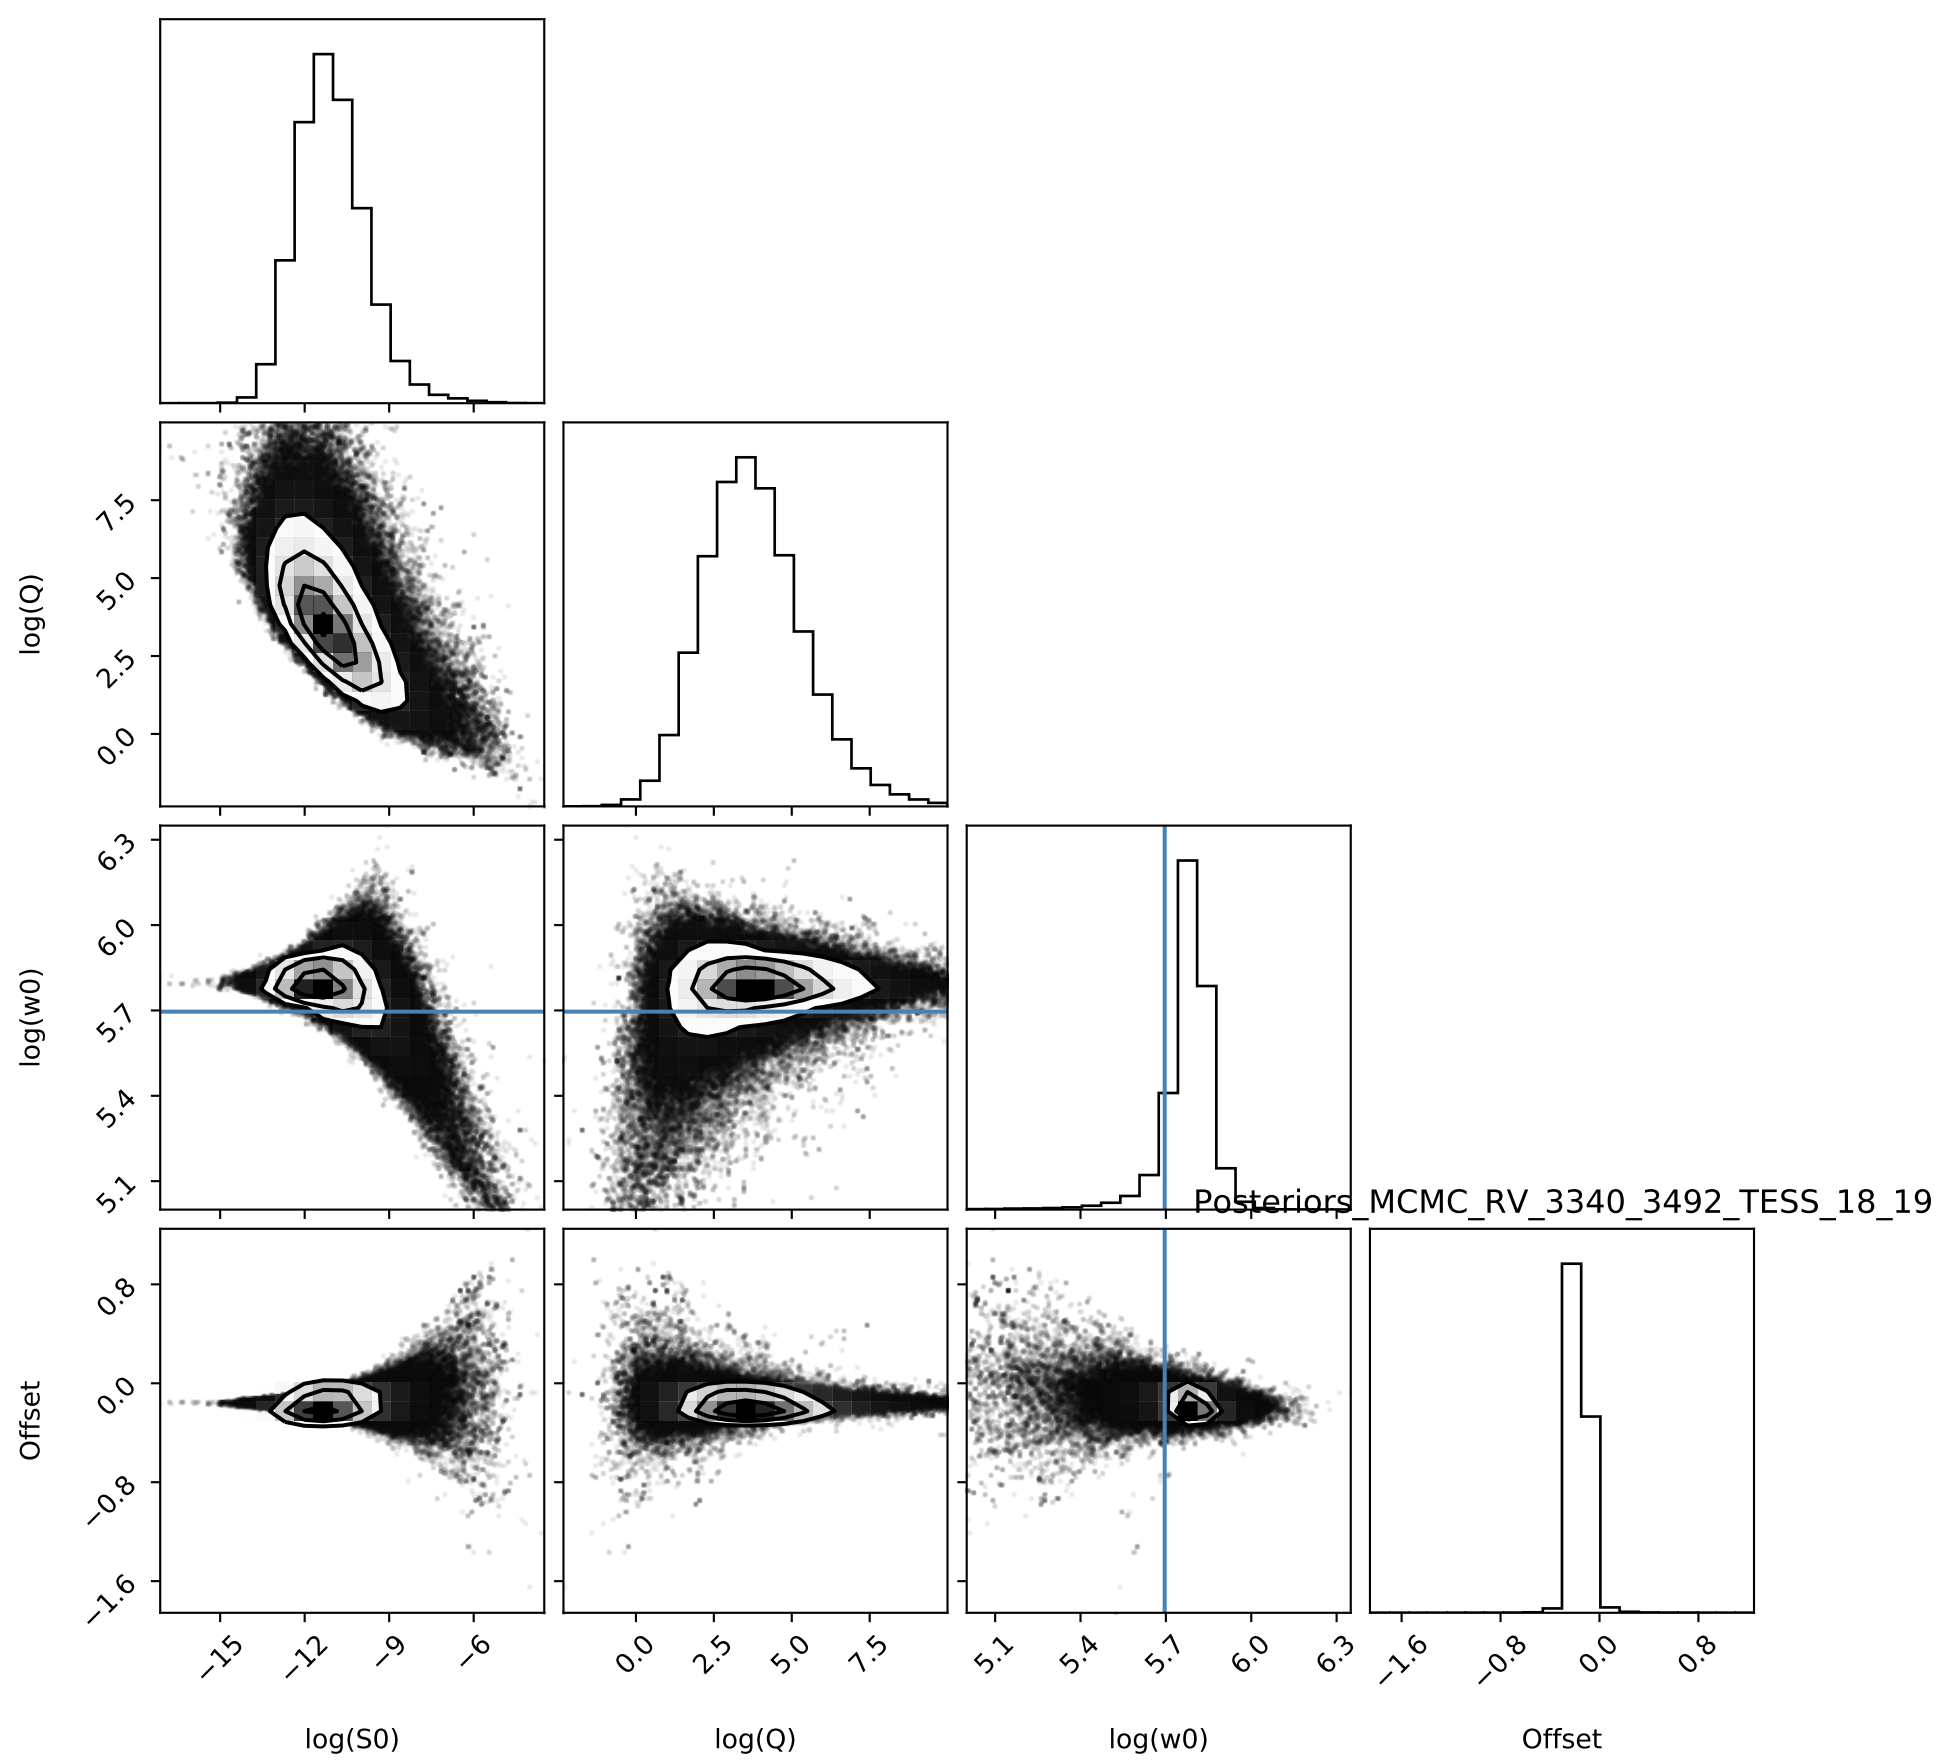 log(Q)
7.5
5.0
2.5
0.0
log(w0)
6.3
6.0
5.7
5.4
5.1
Posteriors_MCMC_RV_3340_3492_TESS_18_19
Offset
0.8
0.0
−0.8
−1.6
−15 −12 −9 −6 0.0 2.5 5.0 7.5 5.1 5.4 5.7 6.0 6.3 −1.6 −0.8 0.0 0.8
log(S0) log(Q) log(w0) Offset